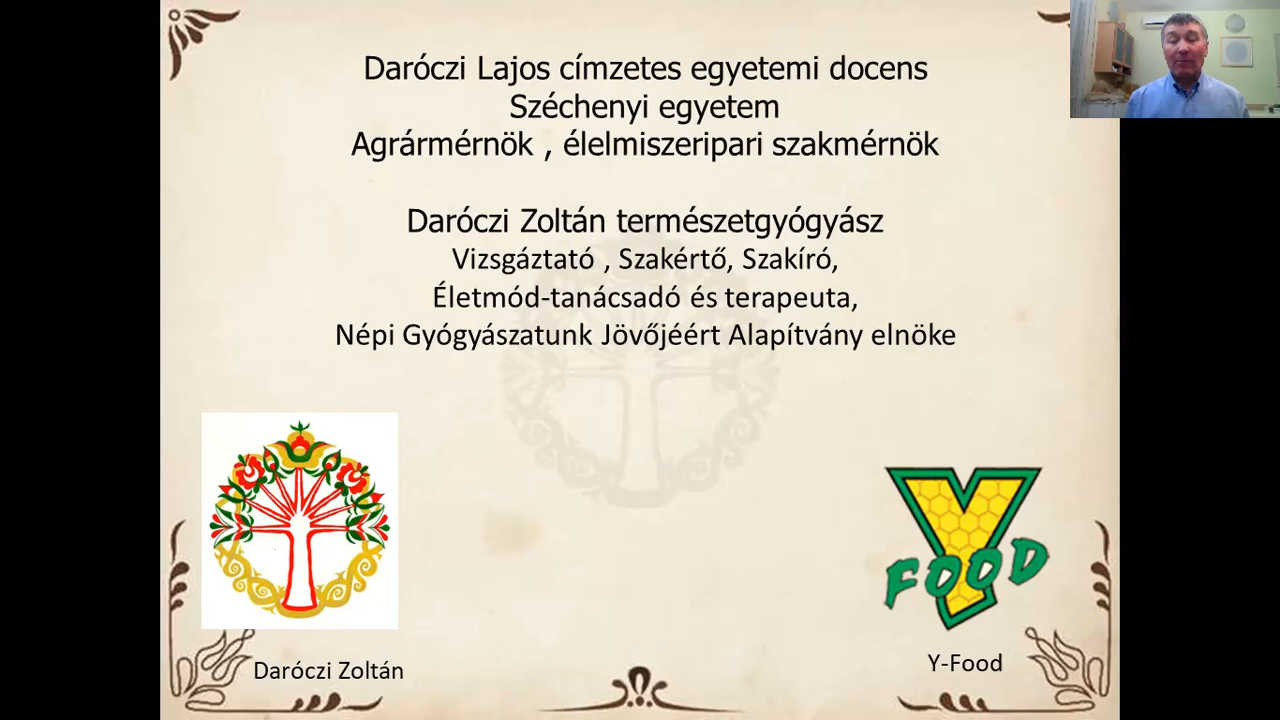 Daróczi Lajos címzetes egyetemi docens
Széchenyi egyetem
Agrármérnök , élelmiszeripari szakmérnök
Daróczi Zoltán természetgyógyász
Vizsgáztató , Szakértő, Szakíró,
Életmód-tanácsadó és terapeuta,
Népi Gyógyászatunk Jövőjéért Alapítvány elnöke
Y
FOOD
Daróczi Zoltán
Y-Food